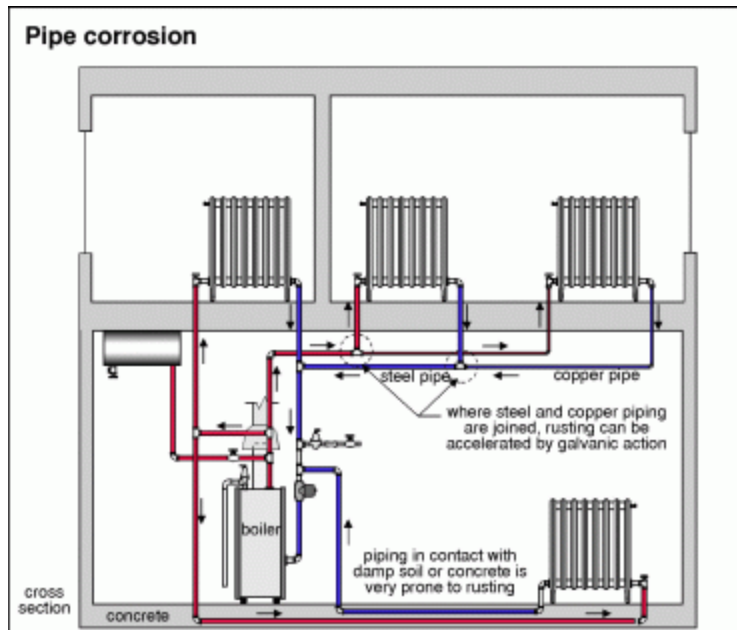 Pipe corrosion
steel pipe
copper pipe
where steel and copper piping
are joined, rusting can be
accelerated by galvanic action
boiler
piping in contact with
damp soil or concrete is
very prone to rusting
cross
section
concrete